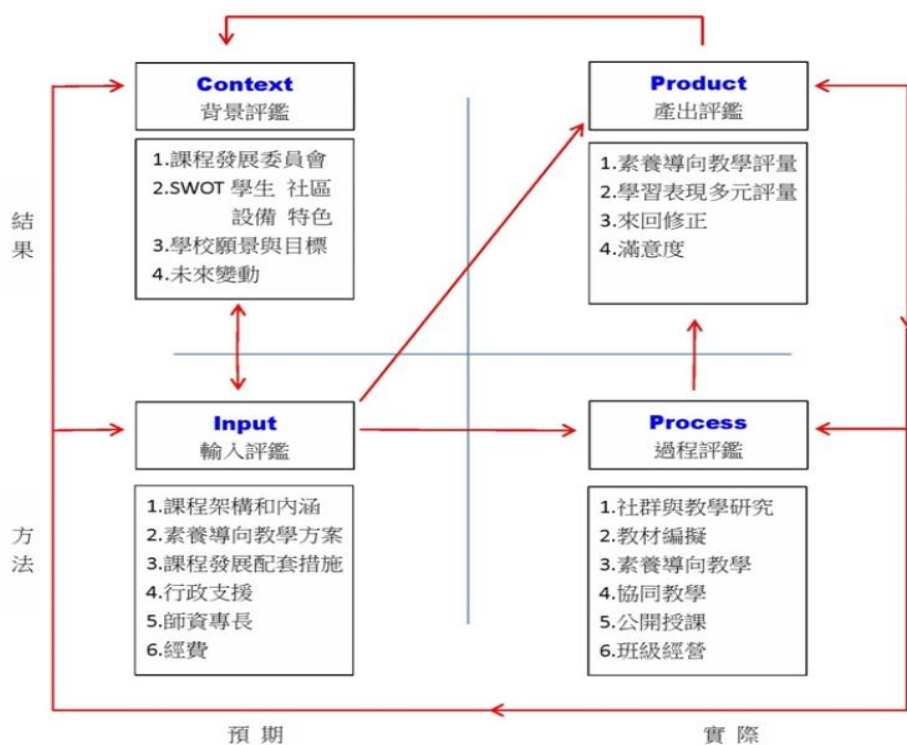 Context
背景評鑑
1.課程發展委員會
2.SWOT 學生 社區
設備 特色
3.學校願景與目標
4.未來變動
Product
產出評鑑
1.素養導向教學評量
2.學習表現多元評量
3.來回修正
4.滿意度
結果
Input
輸入評鑑
1.課程架構和內涵
2.素養導向教學方案
3.課程發展配套措施
4.行政支援
5.師資專長
6.經費
Process
過程評鑑
1.社群與教學研究
2.教材編擬
3.素養導向教學
4.協同教學
5.公開授課
6.班級經營
方法
預期
實際